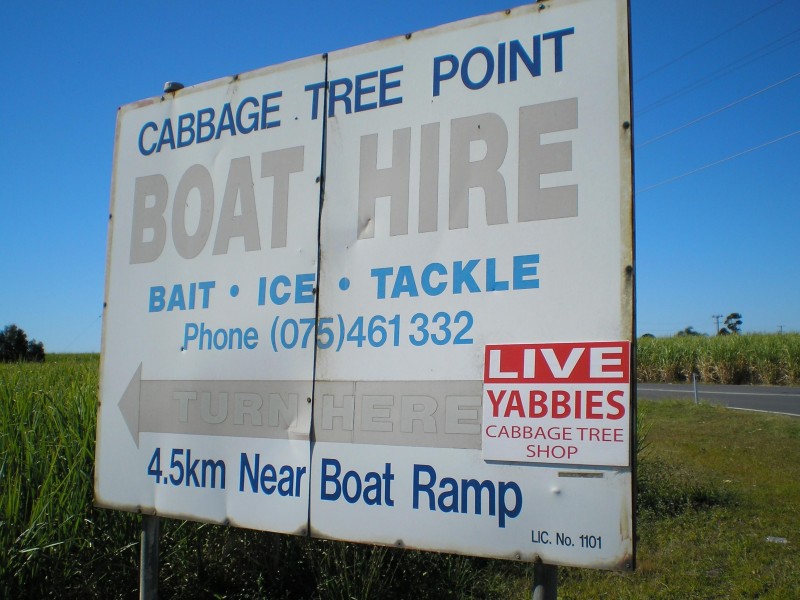 CABBAGE TREE POINT
BOAT HIRE
BAIT • ICE • TACKLE
Phone (075)461 332
TURN HERE
4.5km Near Boat Ramp
LIC. No. 1101
LIVE
YABBIES
CABBAGE TREE
SHOP